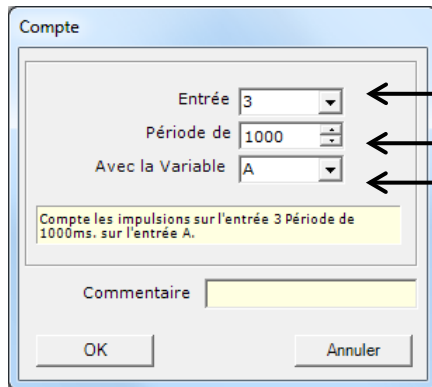 Compte
Entrée 3
Période de 1000
Avec la Variable A
Compte les impulsions sur l'entrée 3 Période de
1000ms. sur l'entrée A.
Commentaire
OK Annuler